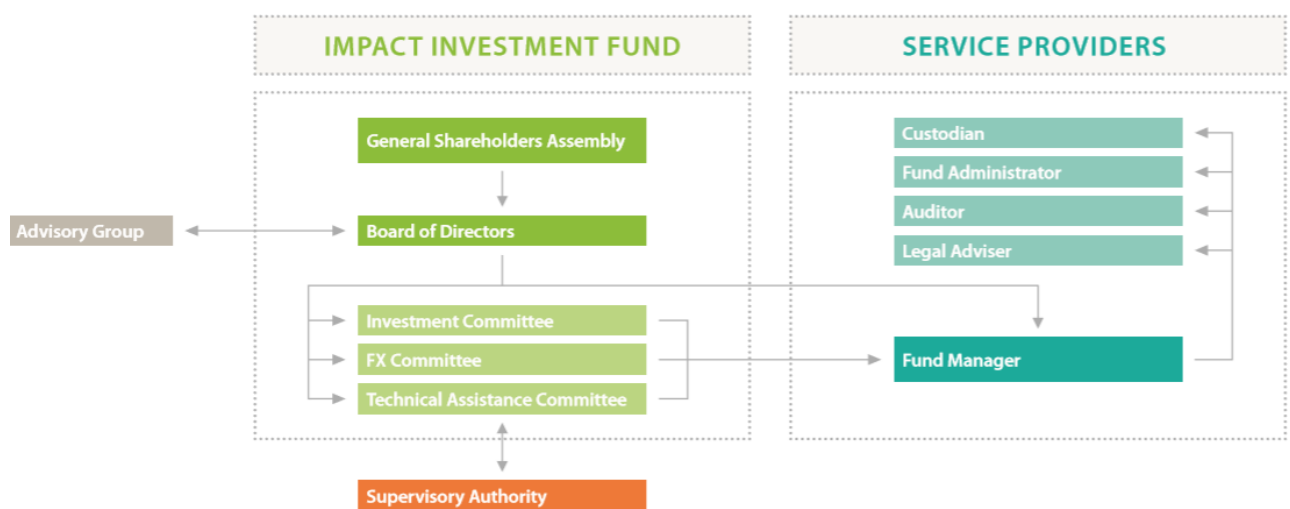 IMPACT INVESTMENT FUND
SERVICE PROVIDERS
General Shareholders Assembly
Custodian
Fund Administrator
Advisory Group
Board of Directors
Auditor
Legal Adviser
Investment Committee
FX Committee
Fund Manager
Technical Assistance Committee
Supervisory Authority